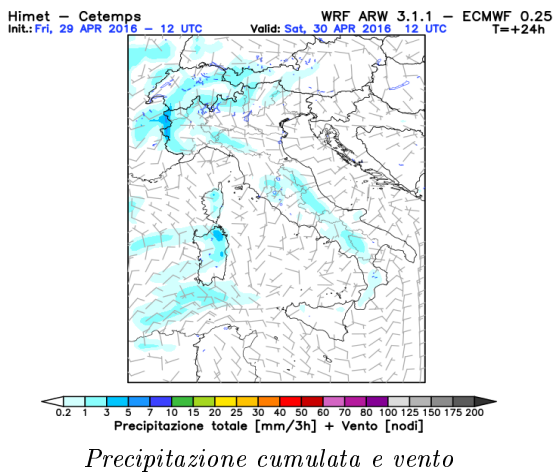 Himet – Cetemps WRF ARW 3.1.1 – ECMWF 0.25
Init.: Fri, 29 APR 2016 – 12 UTC Valid: Sat, 30 APR 2016 12 UTC T=+24h
0.2 1 3 5 7 10 15 20 25 30 40 50 60 70 80 100 125 150 175 200
Precipitazione totale [mm/3h] + Vento [nodi]
Precipitazione cumulata e vento